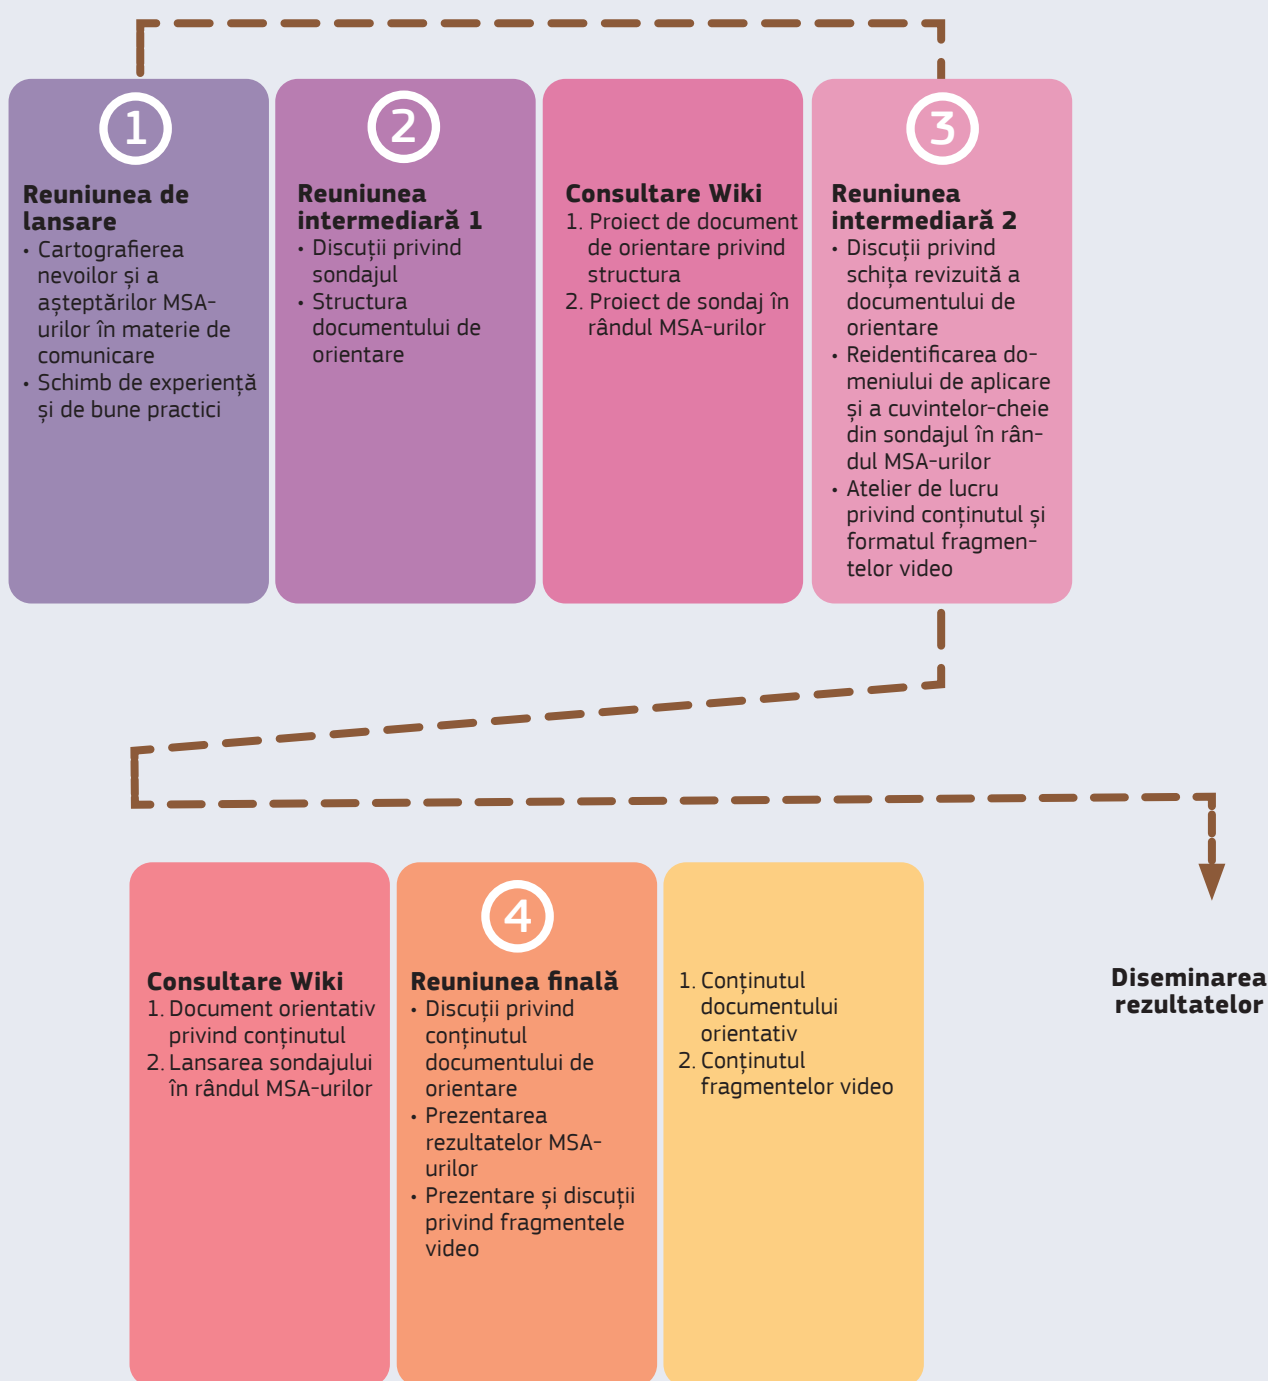 1
Reuniunea de
lansare
• Cartografierea
nevoilor și a
așteptărilor MSA-
urilor în materie de
comunicare
• Schimb de experiență
și de bune practici
2
Reuniunea
intermediară 1
• Discuții privind
sondajul
• Structura
documentului de
orientare
Consultare Wiki
1. Proiect de document
de orientare privind
structura
2. Proiect de sondaj în
rândul MSA-urilor
3
Reuniunea
intermediară 2
• Discuții privind
schița revizuită a
documentului de
orientare
• Reidentificarea do-
meniului de aplicare
și a cuvintelor-cheie
din sondajul în rân-
dul MSA-urilor
• Atelier de lucru
privind conținutul și
formatul fragmen-
telor video
Consultare Wiki
1. Document orientativ
privind conținutul
2. Lansarea sondajului
în rândul MSA-urilor
4
Reuniunea finală
• Discuții privind
conținutul
documentului de
orientare
• Prezentarea
rezultatelor MSA-
urilor
• Prezentare și discuții
privind fragmentele
video
1. Conținutul
documentului
orientativ
2. Conținutul
fragmentelor video
Diseminarea
rezultatelor